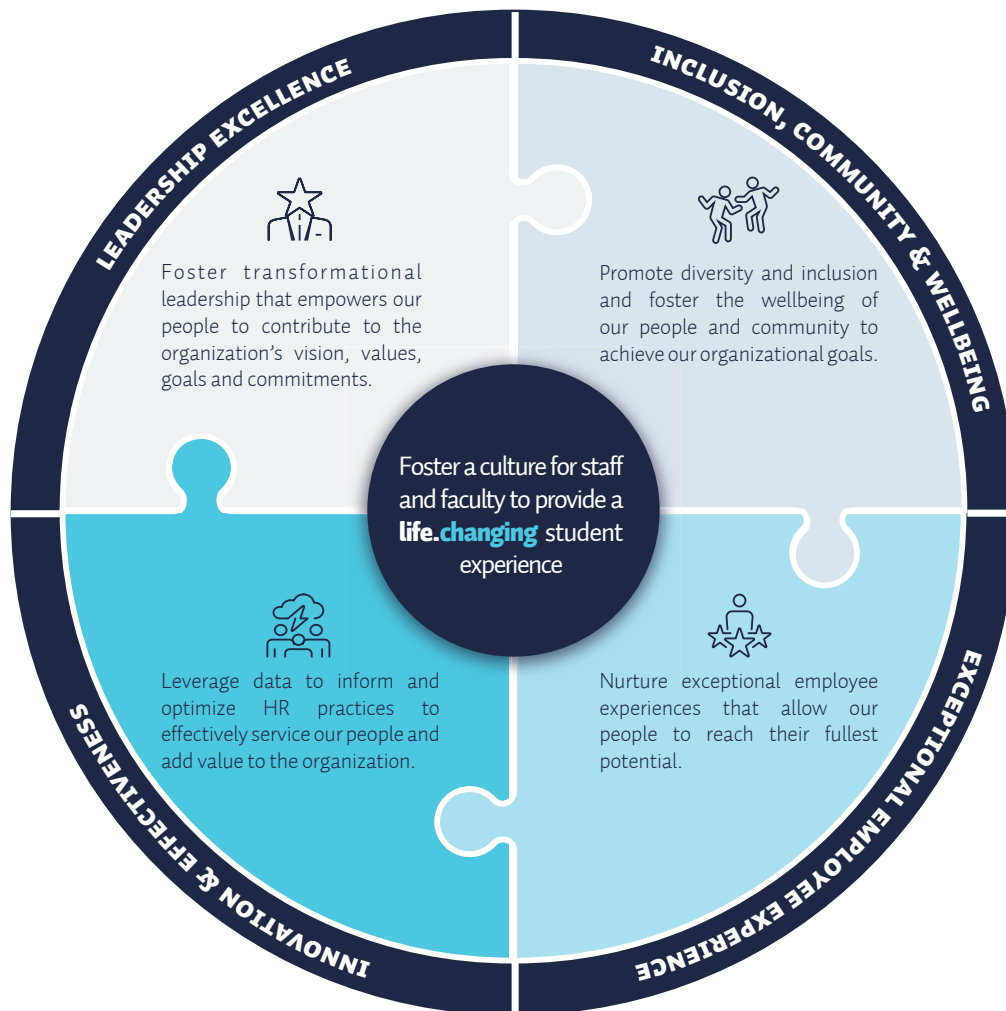 LEADERSHIP EXCELLENCE
Foster transformational
leadership that empowers our
people to contribute to the
organization’s vision, values,
goals and commitments.
INCLUSION, COMMUNITY & WELLBEING
Promote diversity and inclusion
and foster the wellbeing of
our people and community to
achieve our organizational goals.
Foster a culture for staff
and faculty to provide a
life.changing student
experience
INNOVATION & EFFECTIVENESS
Leverage data to inform and
optimize HR practices to
effectively service our people and
add value to the organization.
EXCEPTIONAL EMPLOYEE EXPERIENCE
Nurture exceptional employee
experiences that allow our
people to reach their fullest
potential.